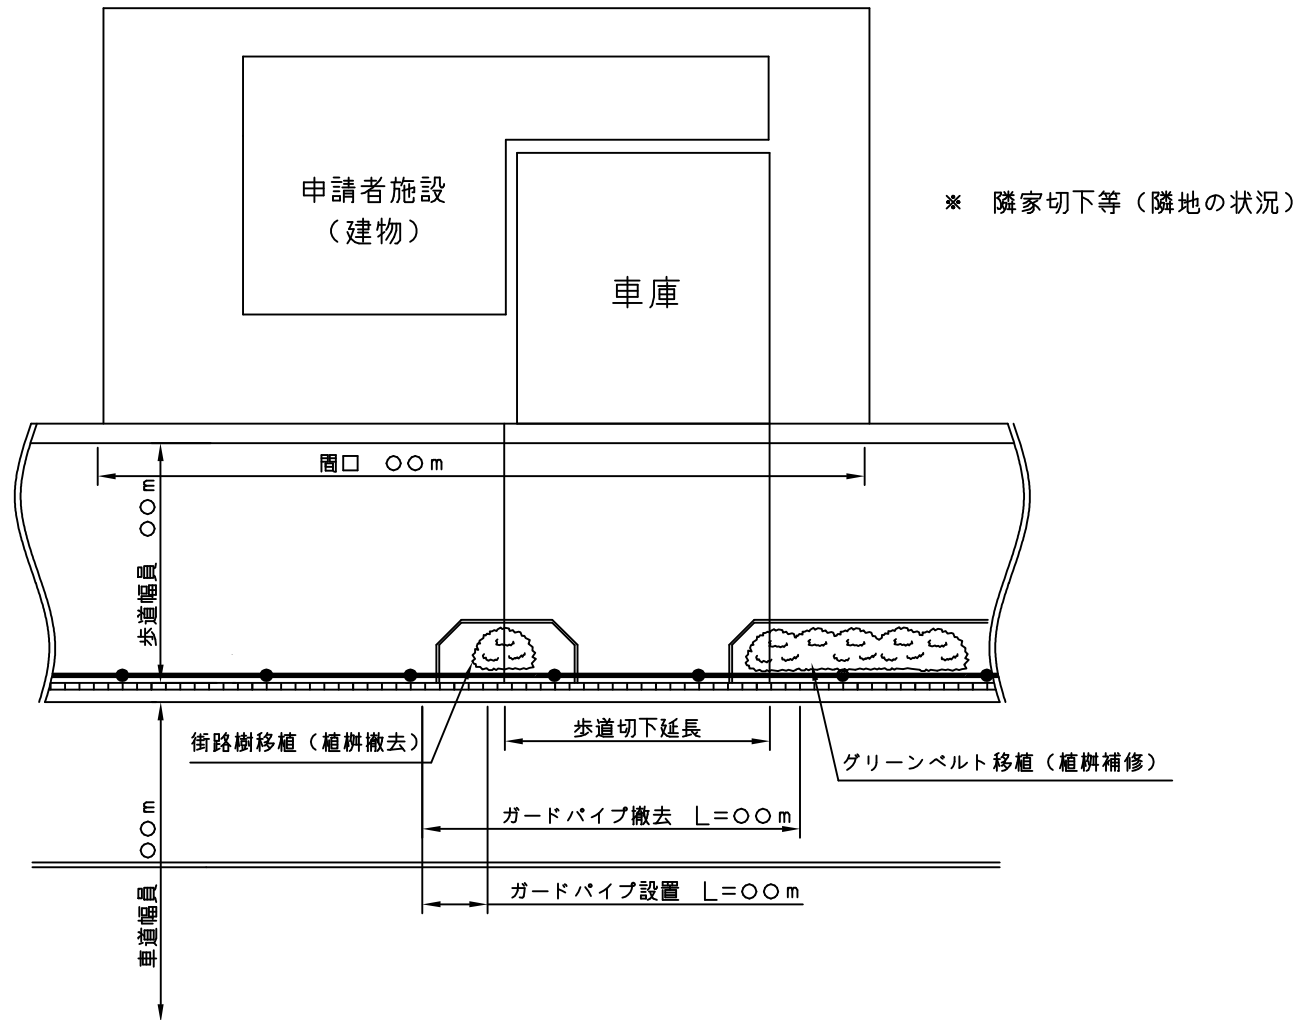 申請者施設
（建物）
※　隣家切下等（隣地の状況）
車庫
間口　○○m
歩道幅員　○○m
街路樹移植（植桝撤去）
歩道切下延長
グリーンベルト移植（植桝補修）
ガードパイプ撤去　L=○○m
ガードパイプ設置　L=○○m
車道幅員　○○m